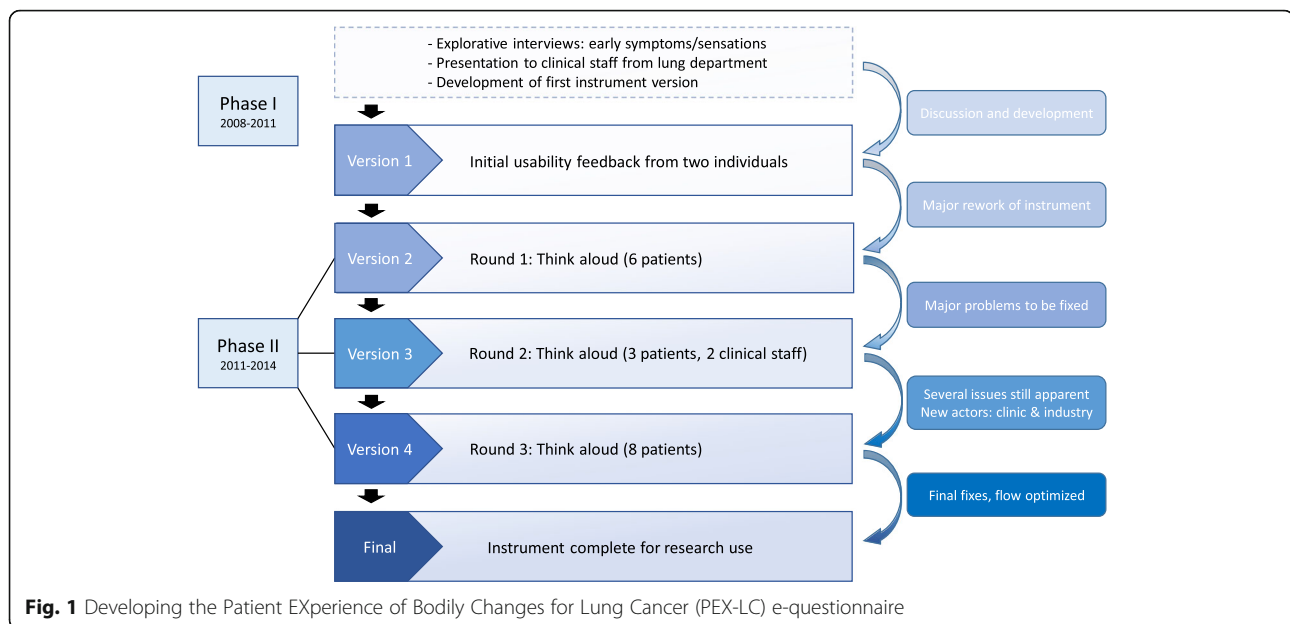 - Explorative interviews: early symptoms/sensations
- Presentation to clinical staff from lung department
- Development of first instrument version
Phase I
2008-2011
Discussion and development
Version 1
Initial usability feedback from two individuals
Major rework of instrument
Version 2
Round 1: Think aloud (6 patients)
Major problems to be fixed
Phase II
2011-2014
Version 3
Round 2: Think aloud (3 patients, 2 clinical staff)
Several issues still apparent
New actors: clinic & industry
Version 4
Round 3: Think aloud (8 patients)
Final fixes, flow optimized
Final
Instrument complete for research use
Fig. 1 Developing the Patient EXperience of Bodily Changes for Lung Cancer (PEX-LC) e-questionnaire